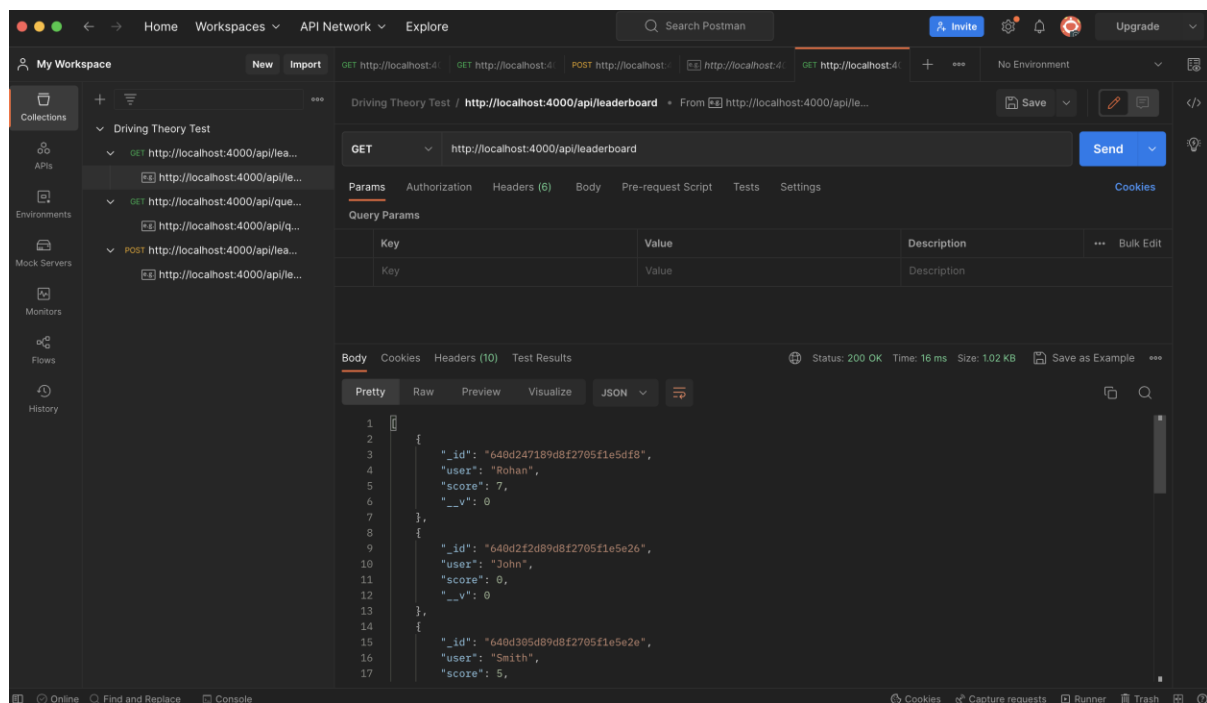 Home Workspaces API Network Explore Search Postman Invite Upgrade
My Workspace New Import GET http://localhost:4( GET http://localhost:4( POST http://localhost: e.g. http://localhost:4( GET http://localhost:4( No Environment
Collections
APIs
Environments
Mock Servers
Monitors
Flows
History
Driving Theory Test
GET http://localhost:4000/api/lea...
e.g. http://localhost:4000/api/le...
GET http://localhost:4000/api/que...
e.g. http://localhost:4000/api/q...
POST http://localhost:4000/api/lea...
e.g. http://localhost:4000/api/le...
Driving Theory Test / http://localhost:4000/api/leaderboard From e.g. http://localhost:4000/api/le... Save
GET http://localhost:4000/api/leaderboard Send
Params Authorization Headers (6) Body Pre-request Script Tests Settings Cookies
Query Params
Key Value Description Bulk Edit
Key Value Description
Body Cookies Headers (10) Test Results Status: 200 OK Time: 16 ms Size: 1.02 KB Save as Example
Pretty Raw Preview Visualize JSON
1 [
2 {
3 "_id": "640d247189d8f2705f1e5df8",
4 "user": "Rohan",
5 "score": 7,
6 "__v": 0
7 },
8 {
9 "_id": "640d2f2d89d8f2705f1e5e26",
10 "user": "John",
11 "score": 0,
12 "__v": 0
13 },
14 {
15 "_id": "640d305d89d8f2705f1e5e2e",
16 "user": "Smith",
17 "score": 5,
Online Find and Replace Console Cookies Capture requests Runner Trash